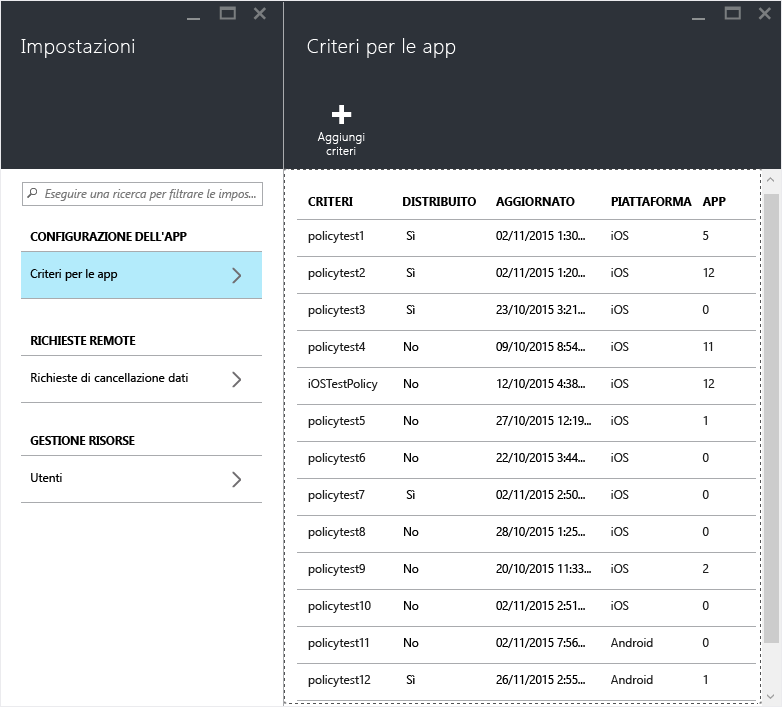 Impostazioni
Eseguire una ricerca per filtrare le impos...
CONFIGURAZIONE DELL'APP
Criteri per le app
RICHIESTE REMOTE
Richieste di cancellazione dati
GESTIONE RISORSE
Utenti
Criteri per le app
Aggiungi
criteri
CRITERI DISTRIBUITO AGGIORNATO PIATTAFORMA APP
policytest1 Sì 02/11/2015 1:30... iOS 5
policytest2 Sì 02/11/2015 1:20... iOS 12
policytest3 Sì 23/10/2015 3:21... iOS 0
policytest4 No 09/10/2015 8:54... iOS 11
iOSTestPolicy No 12/10/2015 4:38... iOS 12
policytest5 No 27/10/2015 12:19... iOS 1
policytest6 No 22/10/2015 3:44... iOS 0
policytest7 Sì 02/11/2015 2:50... iOS 0
policytest8 No 28/10/2015 1:25... iOS 0
policytest9 No 20/10/2015 11:33... iOS 2
policytest10 No 02/11/2015 2:51... iOS 0
policytest11 No 02/11/2015 7:56... Android 0
policytest12 Sì 26/11/2015 2:55... Android 1